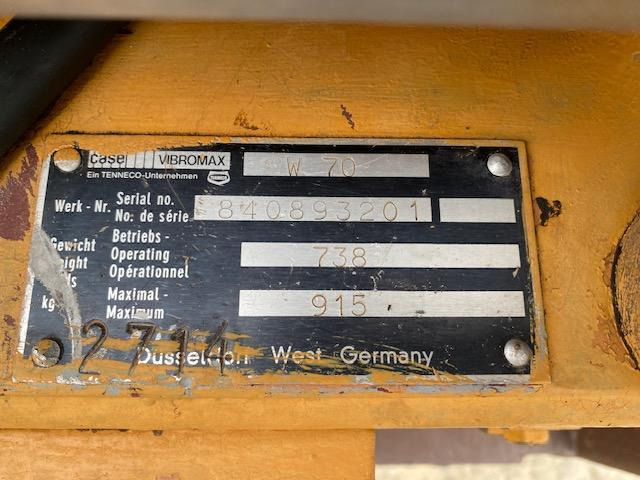 case VIBROMAX W 70
Ein TENNECO-Unternehmen TENNECO
Werk - Nr. Serial no. 840893201
No: de série
Gewicht Betriebs - 738
Operating
Opérationnel
kg Maximal - 915
Maximum
2714
Düsseldorf West Germany